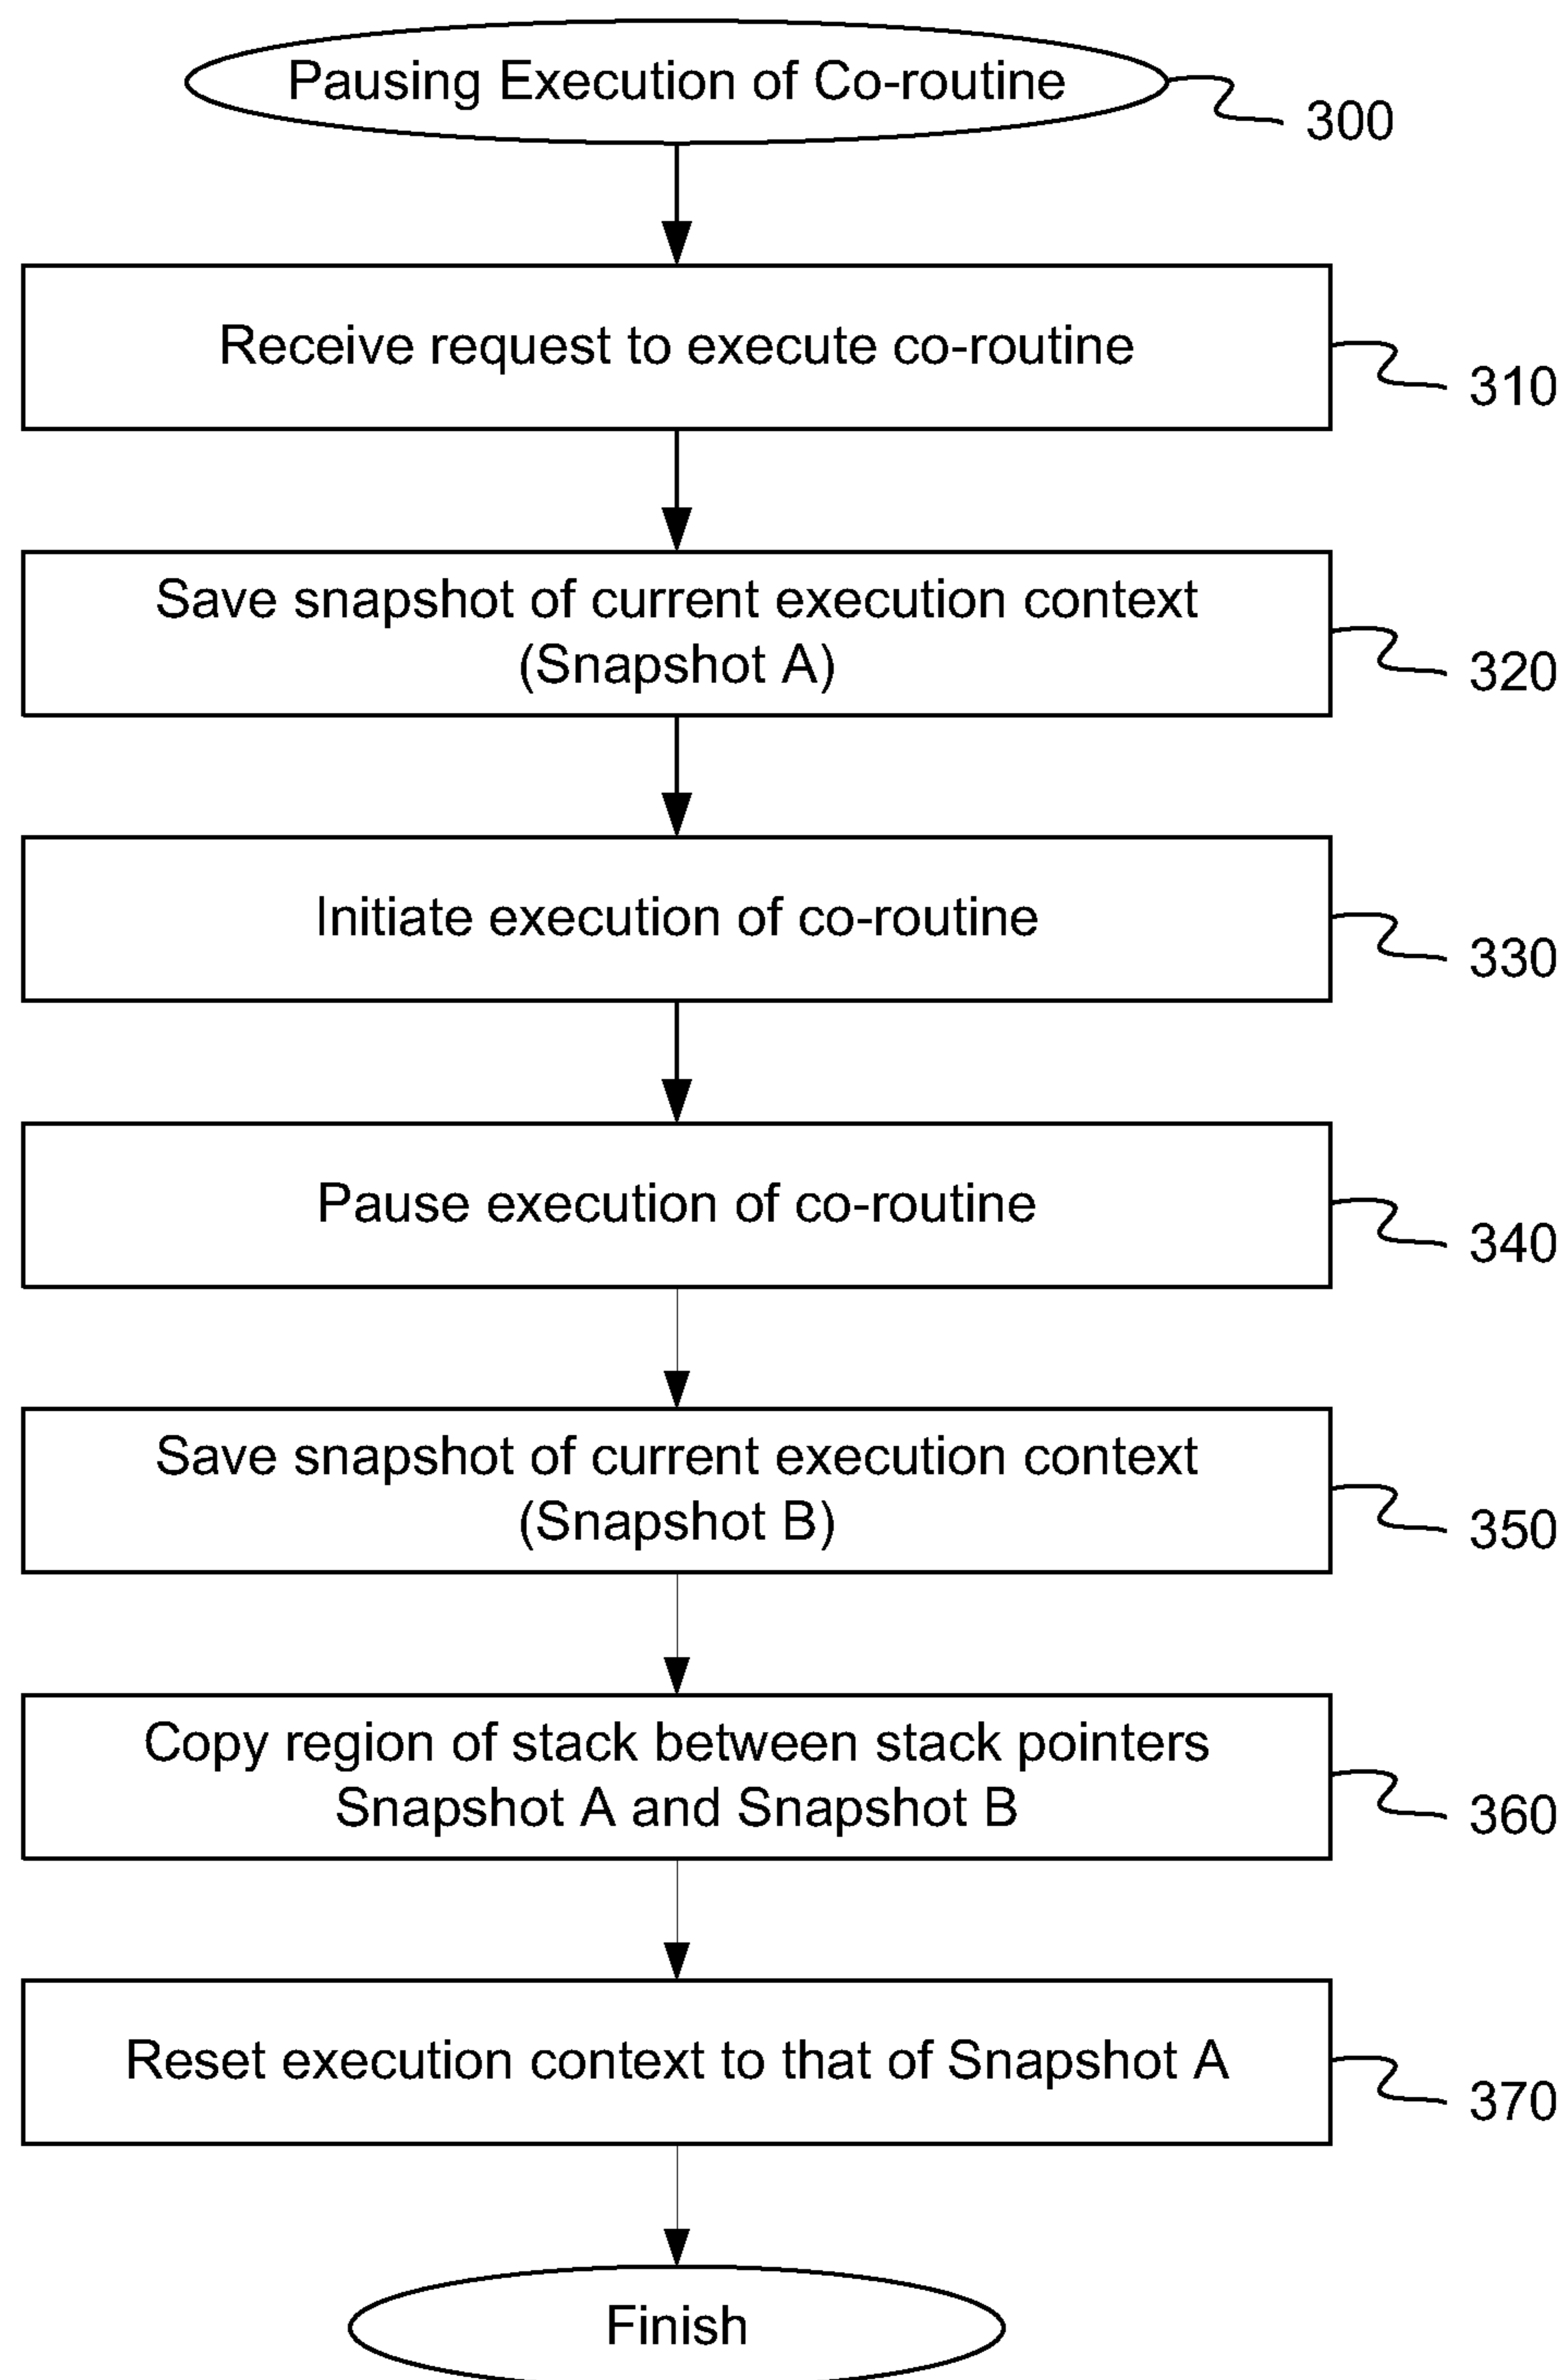 Pausing Execution of Co-routine
300
Receive request to execute co-routine
310
Save snapshot of current execution context
(Snapshot A)
320
Initiate execution of co-routine
330
Pause execution of co-routine
340
Save snapshot of current execution context
(Snapshot B)
350
Copy region of stack between stack pointers
Snapshot A and Snapshot B
360
Reset execution context to that of Snapshot A
370
Finish